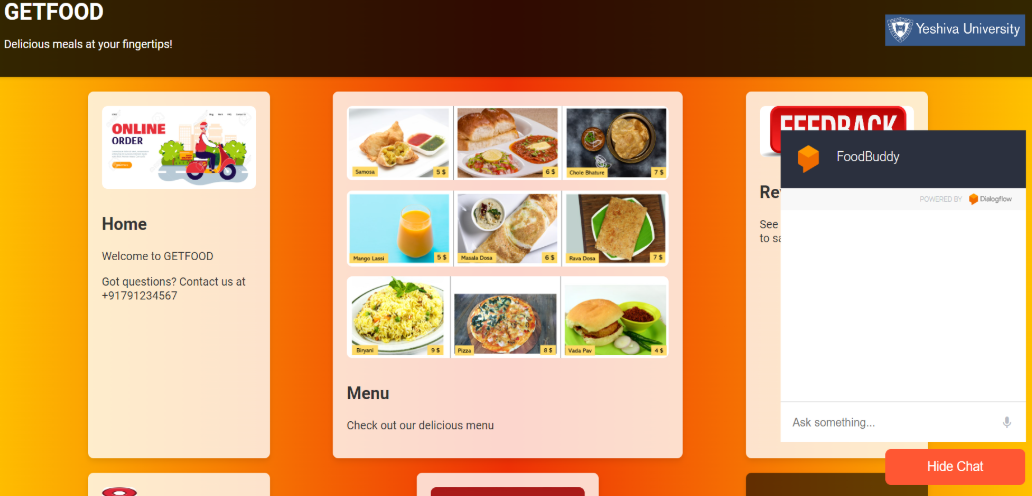 GETFOOD
Delicious meals at your fingertips!
Yeshiva University
ONLINE
ORDER
Home
Welcome to GETFOOD
Got questions? Contact us at
+91791234567
Samosa 5 $
6 $
Chole Bhature 7 $
Mango Lassi 5 $
Masala Dosa 6 $
Rava Dosa 7 $
Biryani 9 $
Pizza 8 $
Vada Pav 4 $
Menu
Check out our delicious menu
FEEDBACK
Re
See
to sa
FoodBuddy
POWERED BY Dialogflow
Ask something...
Hide Chat